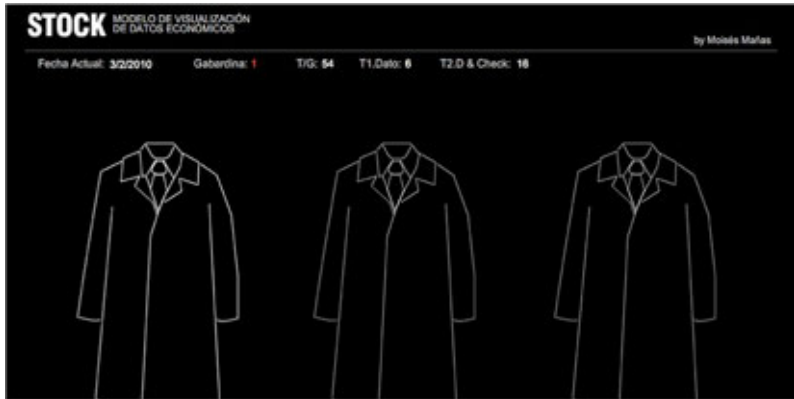 STOCK MODELO DE VISUALIZACIÓN
DE DATOS ECONÓMICOS
by Moisés Mañas
Fecha Actual: 3/2/2010 Gabardina: 1 T/G: 54 T1.Dato: 6 T2.D & Check: 16